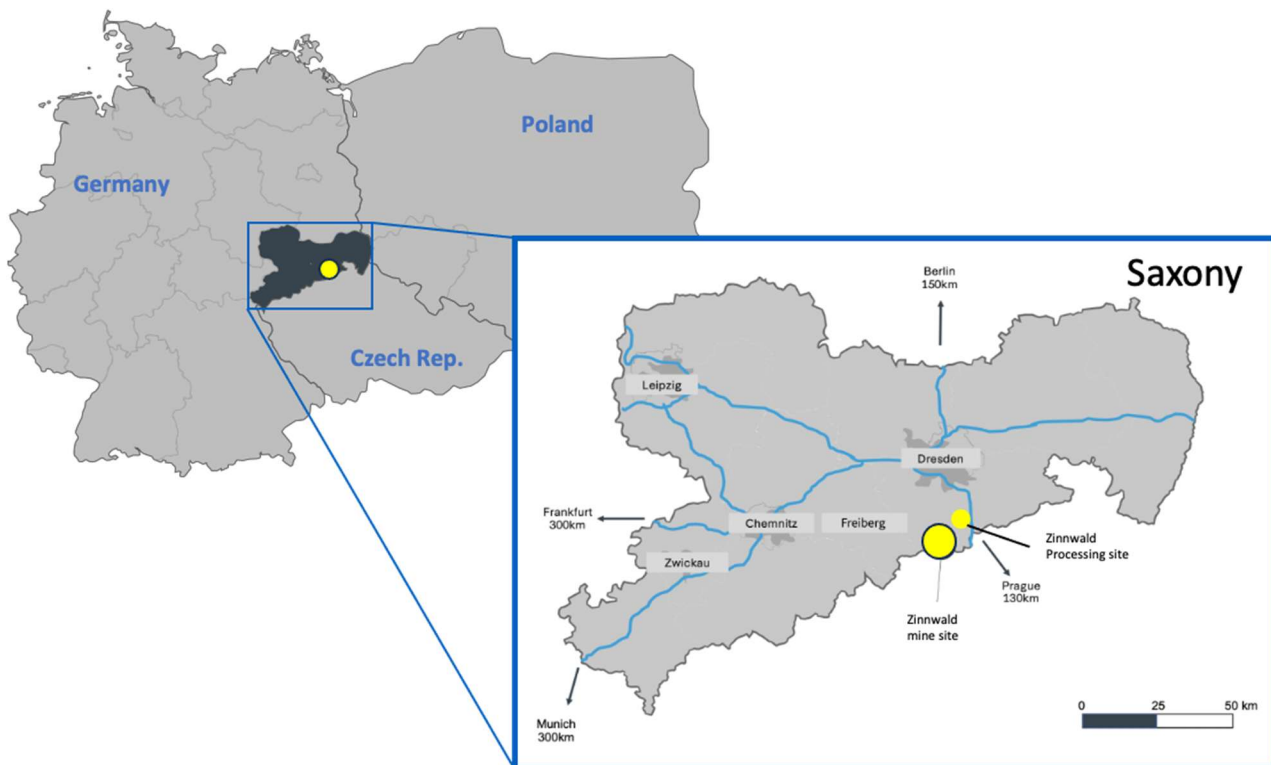 Poland
Germany
Czech Rep.
Saxony
Berlin
150km
Leipzig
Dresden
Frankfurt
300km
Chemnitz
Freiberg
Zinnwald
Processing site
Zwickau
Prague
130km
Zinnwald
mine site
Munich
300km
0 25 50 km